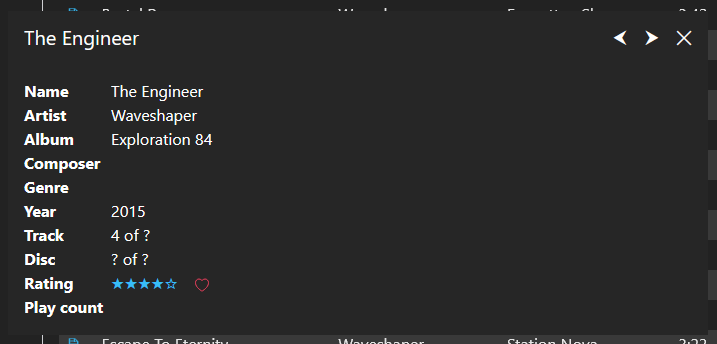 The Engineer
Name The Engineer
Artist Waveshaper
Album Exploration 84
Composer
Genre
Year 2015
Track 4 of ?
Disc ? of ?
Rating ★★★★☆
Play count
Escape To Eternity Waveshaper Station Nova 3:23